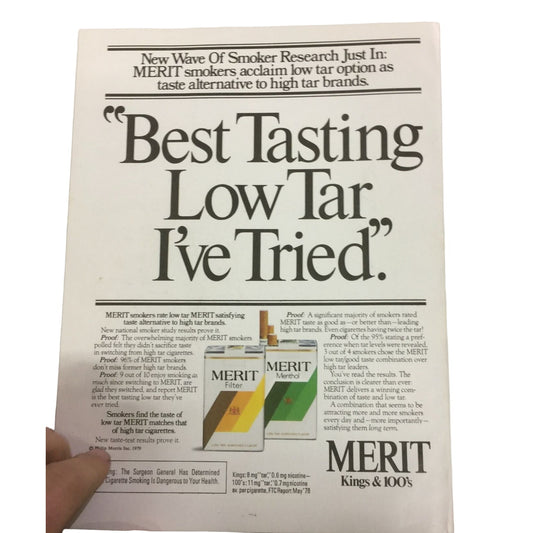 New Wave Of Smoker Research Just In:
MERIT smokers acclaim low tar option as
taste alternative to high tar brands.
“Best Tasting
Low Tar
I’ve Tried.”
MERIT smokers rate low tar MERIT satisfying
taste alternative to high tar brands.
New national smoker study results prove it.
Proof: The overwhelming majority of MERIT smokers
polled felt they didn’t sacrifice taste
in switching from high tar cigarettes.
Proof: 96% of MERIT smokers
don’t miss former high tar brands.
Proof: 9 out of 10 enjoy smoking as
much since switching to MERIT, are
glad they switched, and report MERIT
is the best tasting low tar they’ve
ever tried.
Smokers find the taste of
low tar MERIT matches that
of high tar cigarettes.
New taste-test results prove it.
© Philip Morris Inc. 1979
Proof: A significant majority of smokers rated
MERIT taste as good as—or better than—leading
high tar brands. Even cigarettes having twice the tar!
Proof: Of the 95% stating a pref-
erence when tar levels were revealed,
3 out of 4 smokers chose the MERIT
low tar/good taste combination over
high tar leaders.
You’ve read the results. The
conclusion is clearer than ever:
MERIT delivers a winning com-
bination of taste and low tar.
A combination that seems to be
attracting more and more smokers
every day and—more importantly—
satisfying them long term.
MERIT
Filter
MERIT
Menthol
MERIT
Kings & 100’s
The Surgeon General Has Determined
Cigarette Smoking Is Dangerous to Your Health.
Kings: 8 mg “tar,” 0.6 mg nicotine—
100’s: 11 mg “tar,” 0.7 mg nicotine
av. per cigarette, FTC Report May ’78